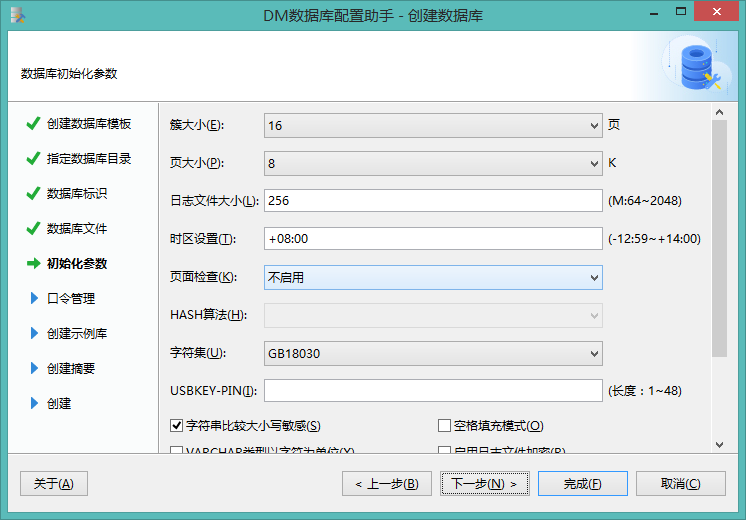 DM数据库配置助手 - 创建数据库
数据库初始化参数
创建数据库模板
指定数据库目录
数据库标识
数据库文件
初始化参数
口令管理
创建示例库
创建摘要
创建
簇大小(E): 16 页
页大小(P): 8 K
日志文件大小(L): 256 (M:64~2048)
时区设置(T): +08:00 (-12:59~+14:00)
页面检查(K): 不启用
HASH算法(H):
字符集(U): GB18030
USBKEY-PIN(I): (长度：1~48)
字符串比较大小写敏感(S) 空格填充模式(O)
VARCHAR类型以字符为单位(Y) 启用日志文件加密(R)
关于(A) < 上一步(B) 下一步(N) > 完成(F) 取消(C)